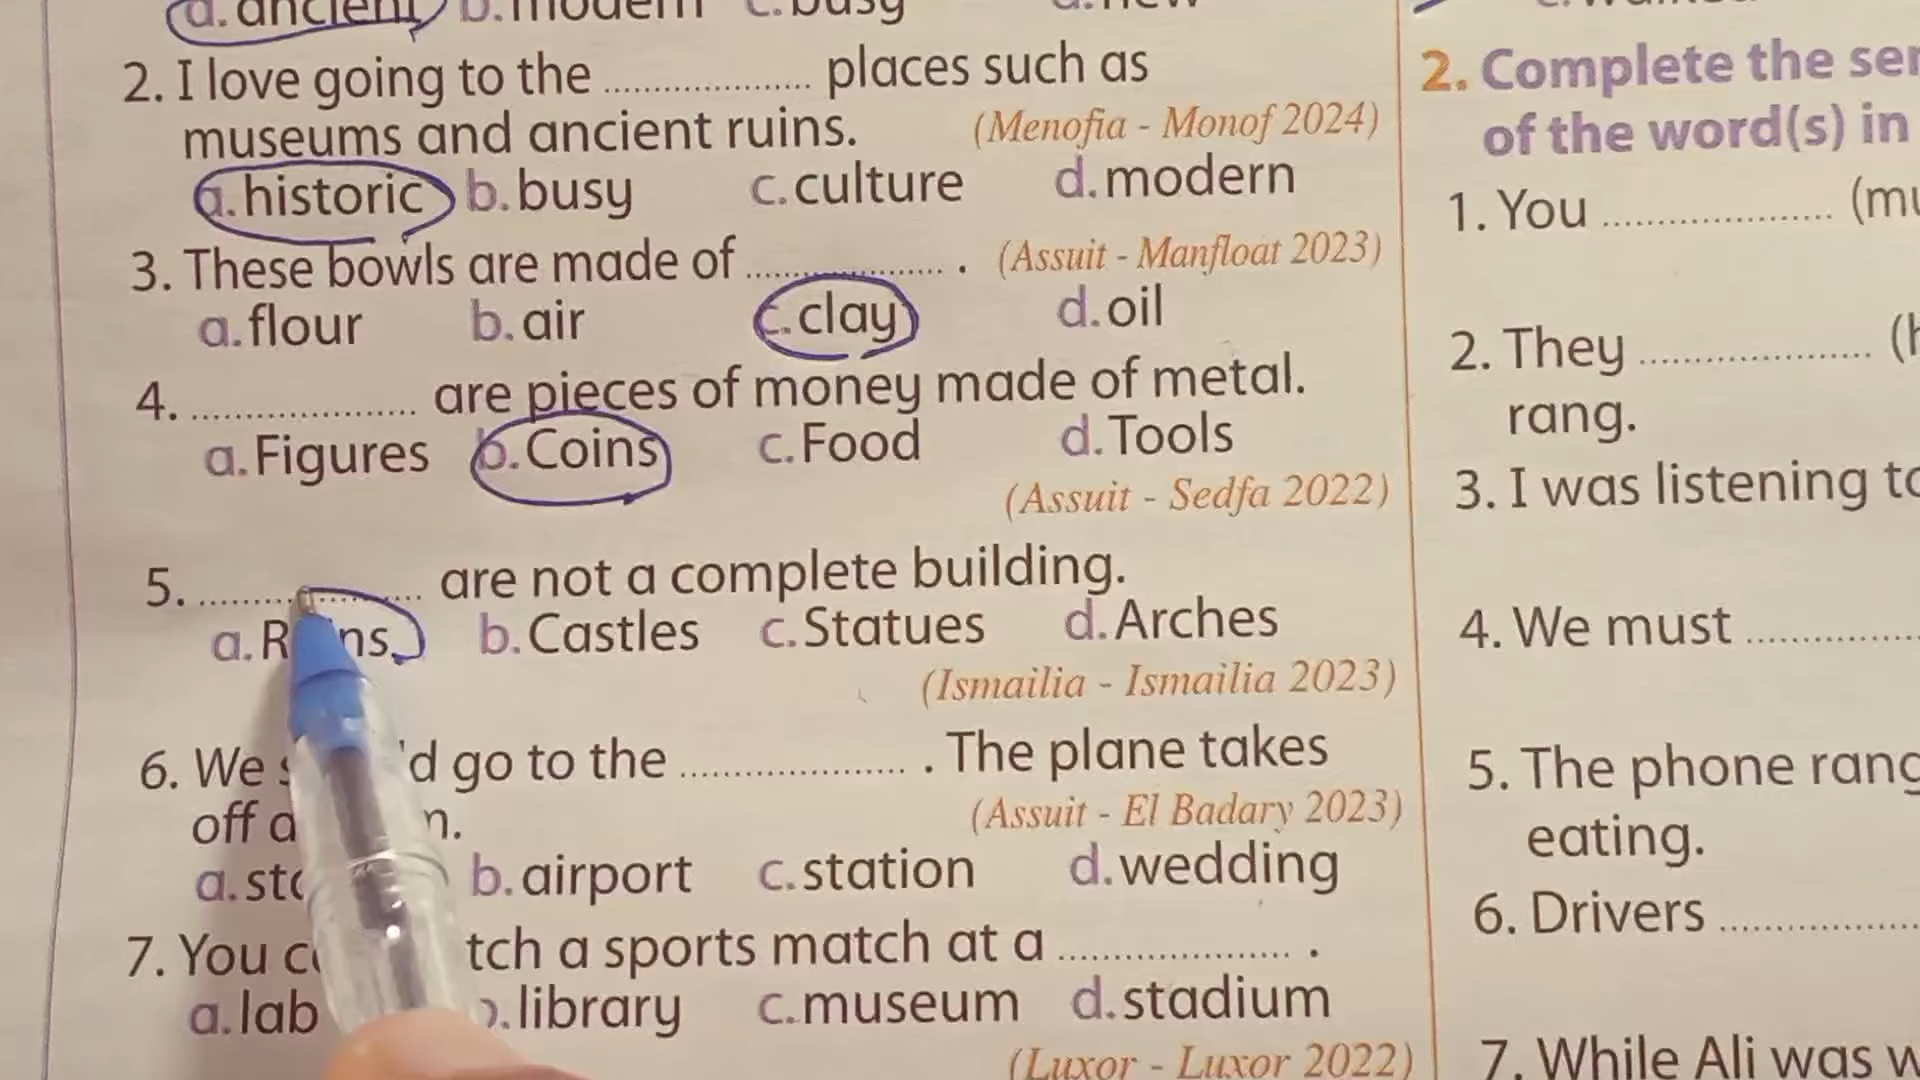 a. ancient b. modern c. busy d. new
2. I love going to the .................. places such as
museums and ancient ruins. (Menofia - Monof 2024)
a. historic b. busy c. culture d. modern
3. These bowls are made of .................. . (Assuit - Manfloat 2023)
a. flour b. air c. clay d. oil
4. .................. are pieces of money made of metal.
a. Figures b. Coins c. Food d. Tools
(Assuit - Sedfa 2022)
5. .................. are not a complete building.
a. b. Castles c. Statues d. Arches
(Ismailia - Ismailia 2023)
6. We go to the .................. . The plane takes
off
(Assuit - El Badary 2023)
a. b. airport c. station d. wedding
7. You a sports match at a .................. .
a. lab b. library c. museum d. stadium
(Luxor - Luxor 2022)
2. Complete the
of the word(s) in
1. You ..................
2. They ..................
rang.
3. I was listening
4. We must ..................
5. The phone
eating.
6. Drivers ..................
7. While Ali was